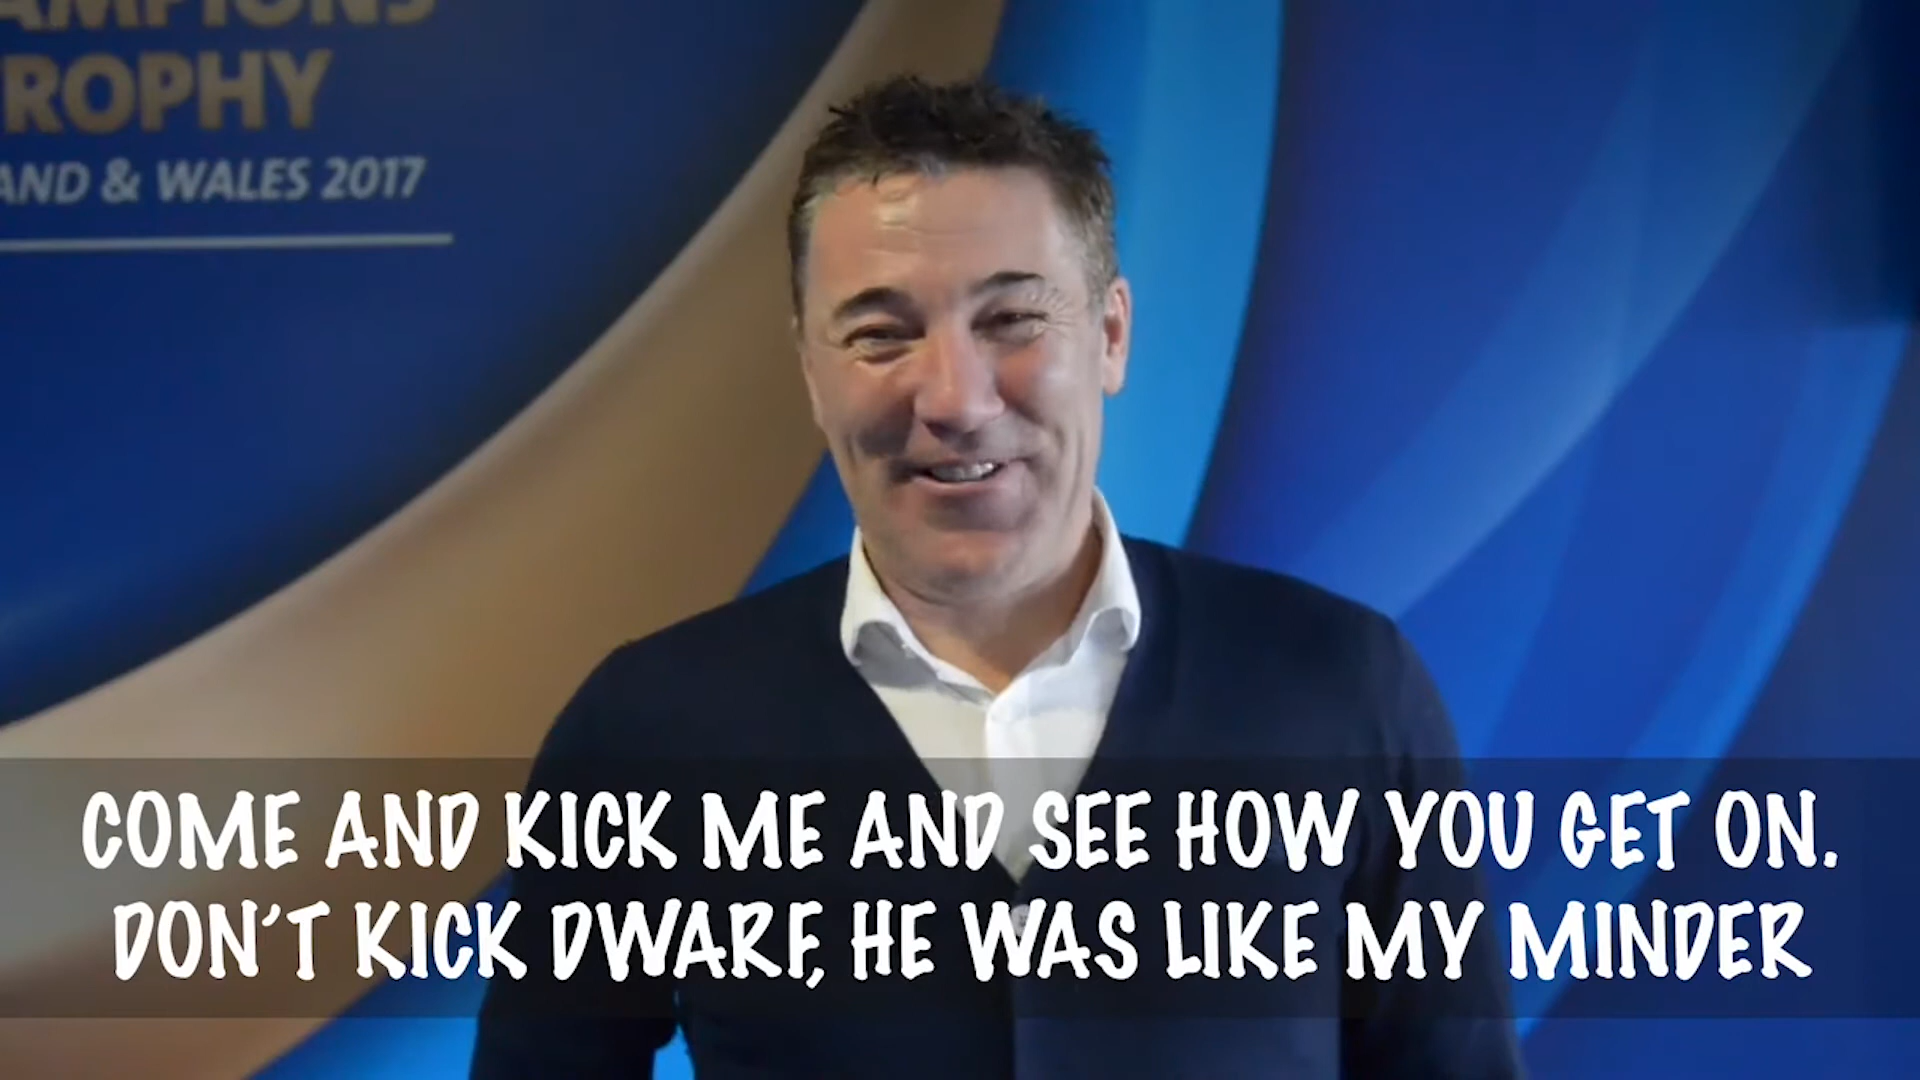 AMPIONS
ROPHY
AND & WALES 2017
COME AND KICK ME AND SEE HOW YOU GET ON.
DON'T KICK DWARF, HE WAS LIKE MY MINDER